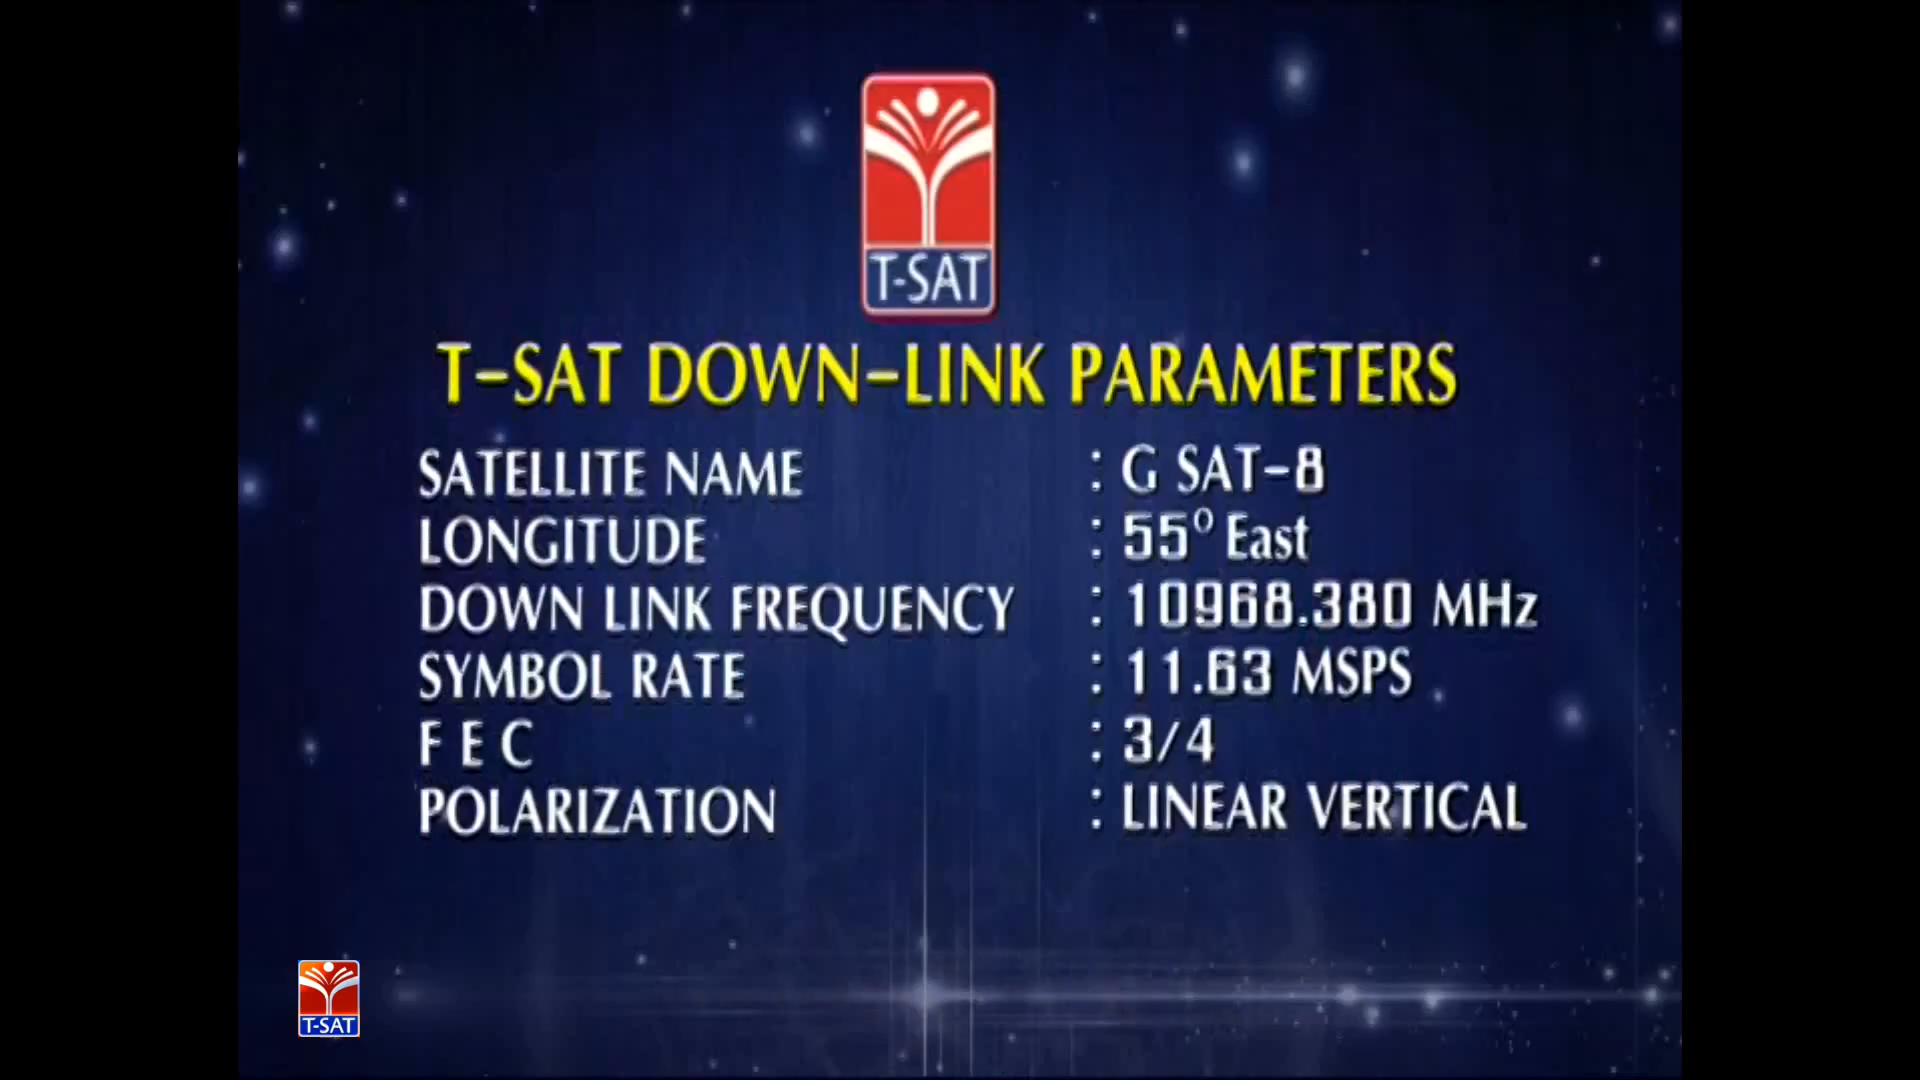 T-SAT
T-SAT DOWN-LINK PARAMETERS
SATELLITE NAME : G SAT-8
LONGITUDE : 55° East
DOWN LINK FREQUENCY : 10968.380 MHz
SYMBOL RATE : 11.63 MSPS
F E C : 3/4
POLARIZATION : LINEAR VERTICAL
T-SAT